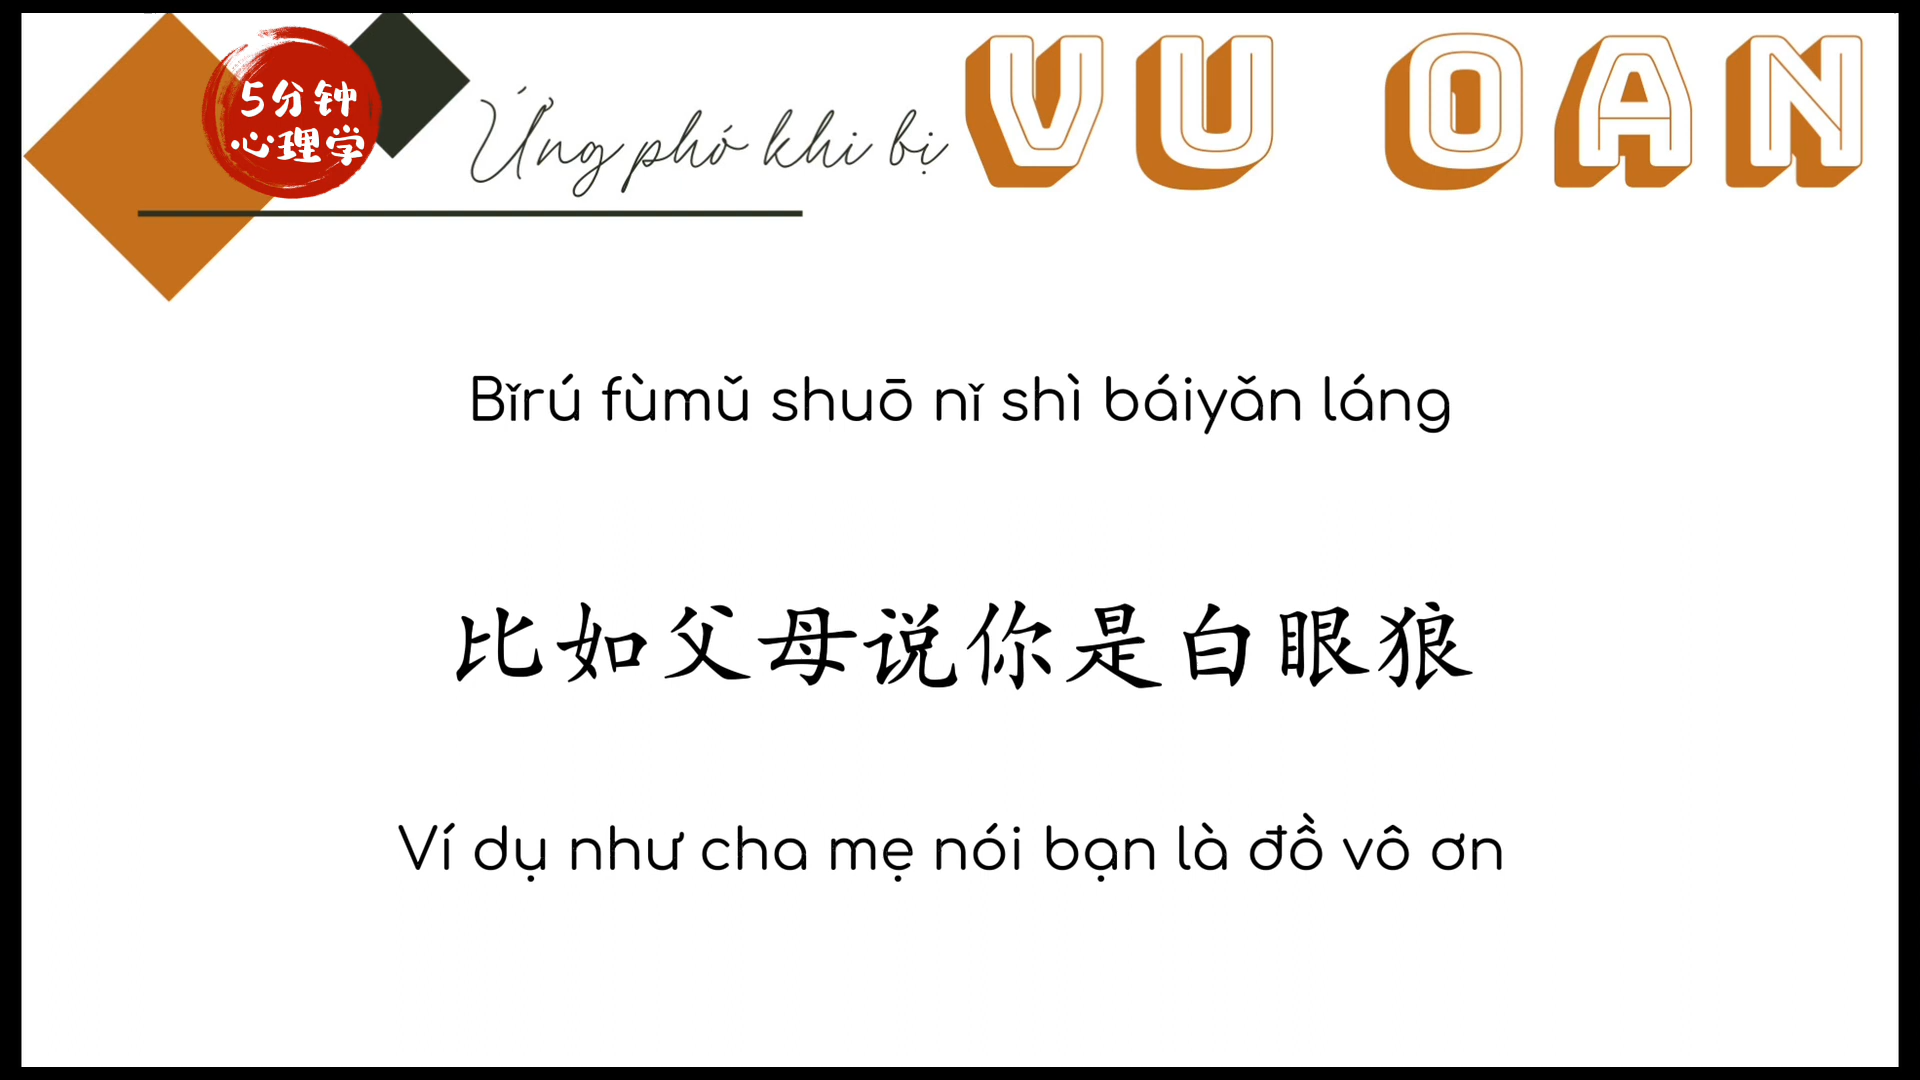 5分钟
心理学
Ứng phó khi bị VU OAN
Bǐrú fùmǔ shuō nǐ shì báiyǎn láng
比如父母说你是白眼狼
Ví dụ như cha mẹ nói bạn là đồ vô ơn